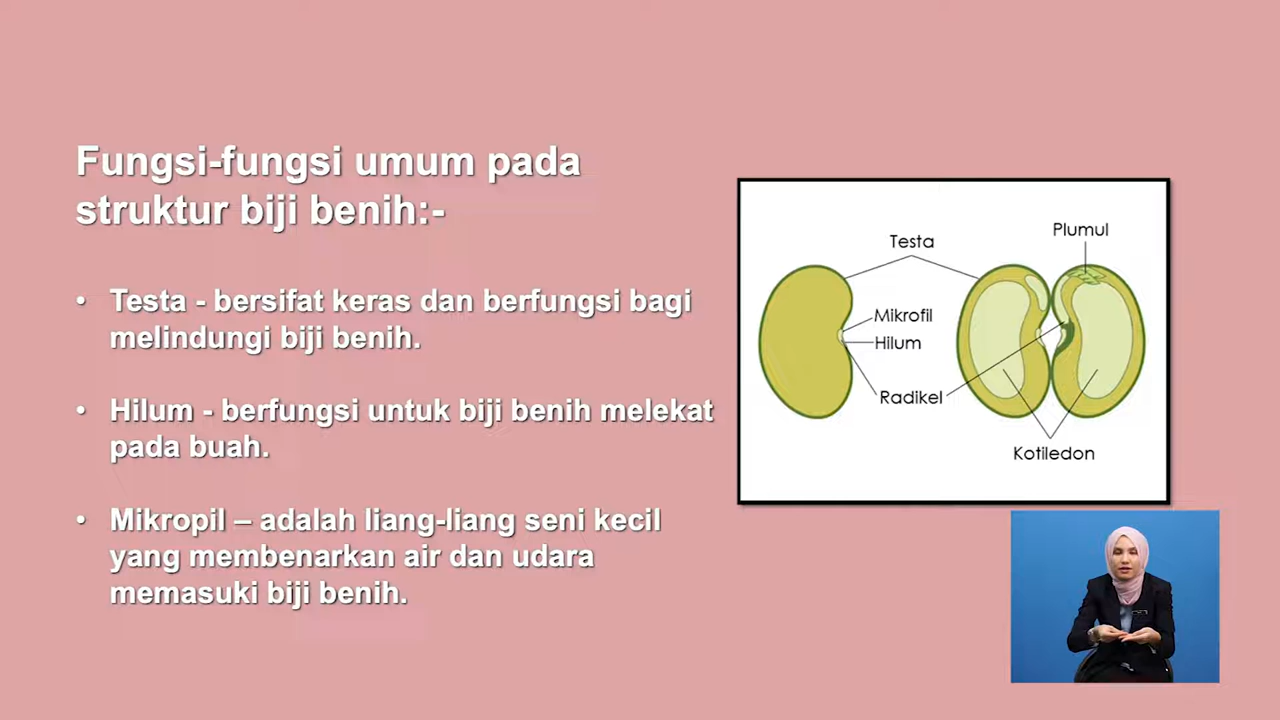 Fungsi-fungsi umum pada
struktur biji benih:-
• Testa - bersifat keras dan berfungsi bagi
melindungi biji benih.
• Hilum - berfungsi untuk biji benih melekat
pada buah.
• Mikropil – adalah liang-liang seni kecil
yang membenarkan air dan udara
memasuki biji benih.
Testa
Plumul
Mikrofil
Hilum
Radikel
Kotiledon